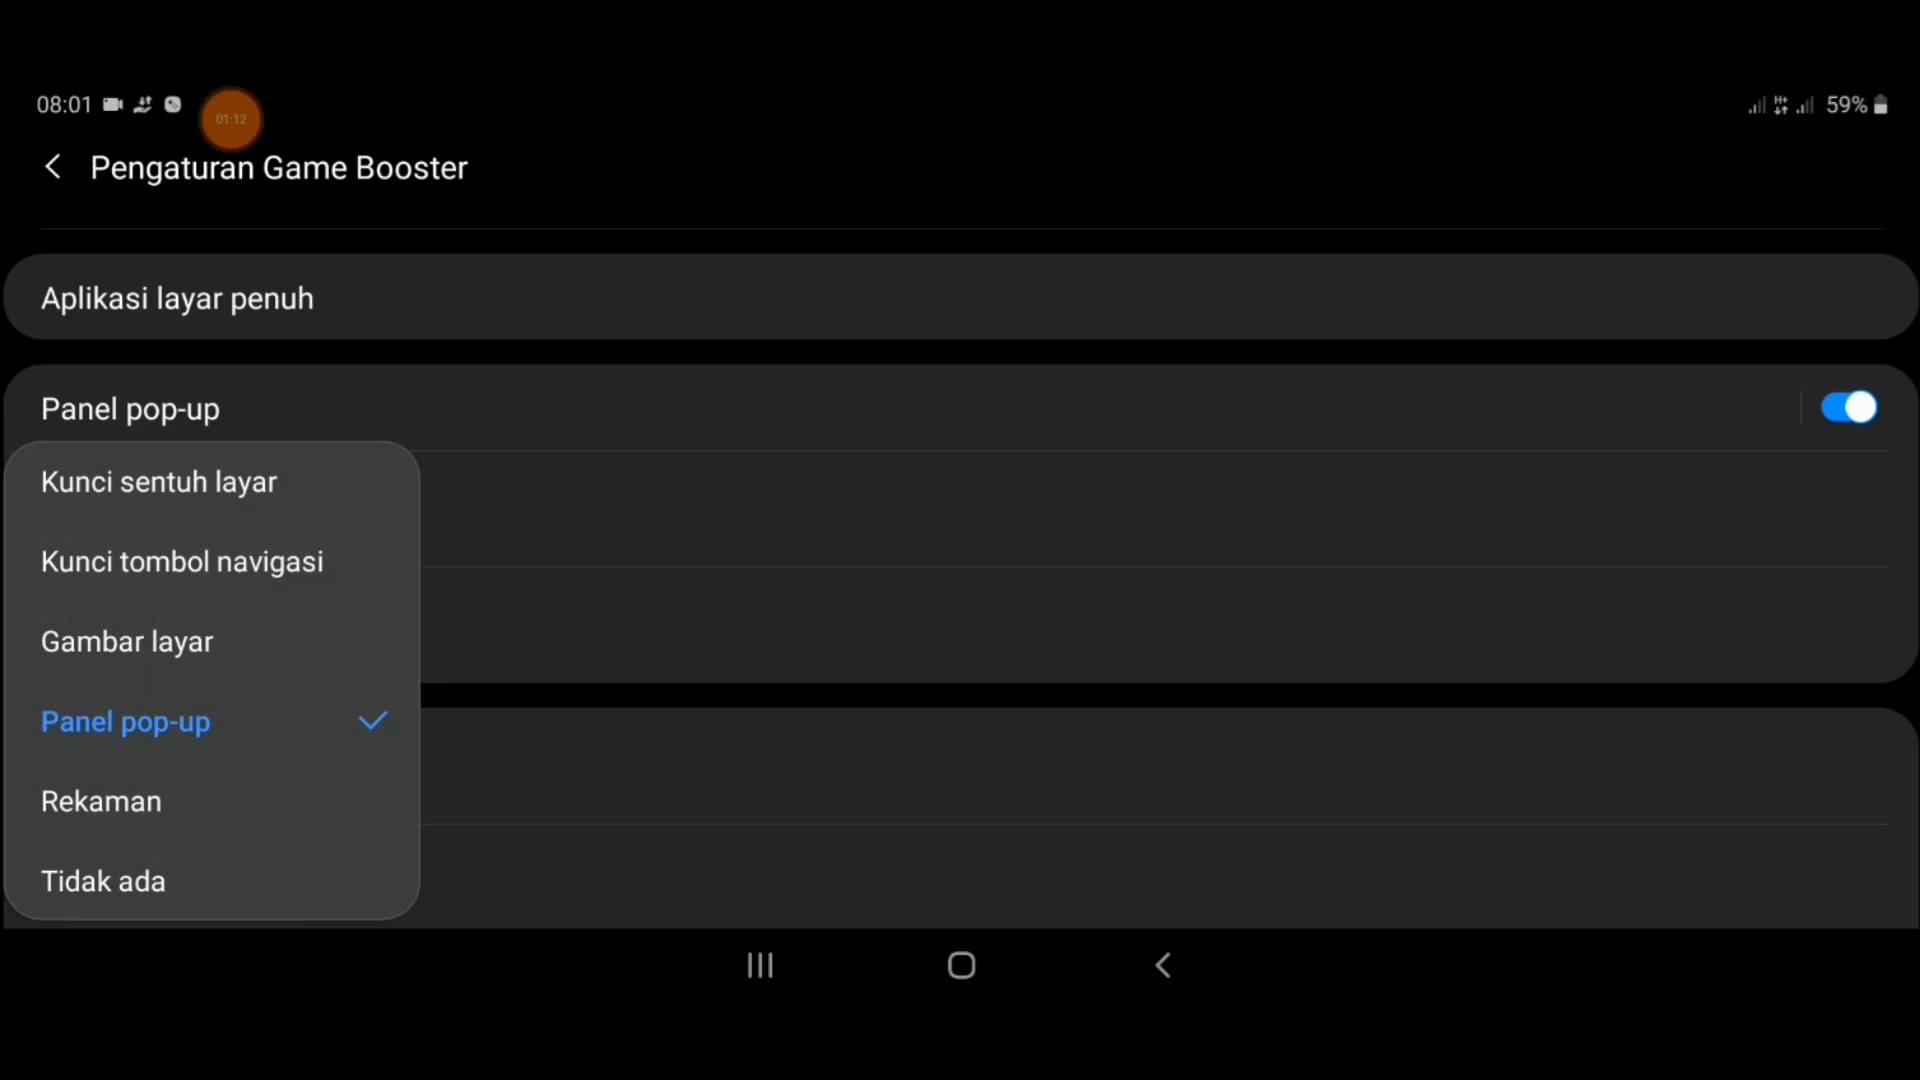 08:01
01:12
59%
Pengaturan Game Booster
Aplikasi layar penuh
Panel pop-up
Kunci sentuh layar
Kunci tombol navigasi
Gambar layar
Panel pop-up
Rekaman
Tidak ada